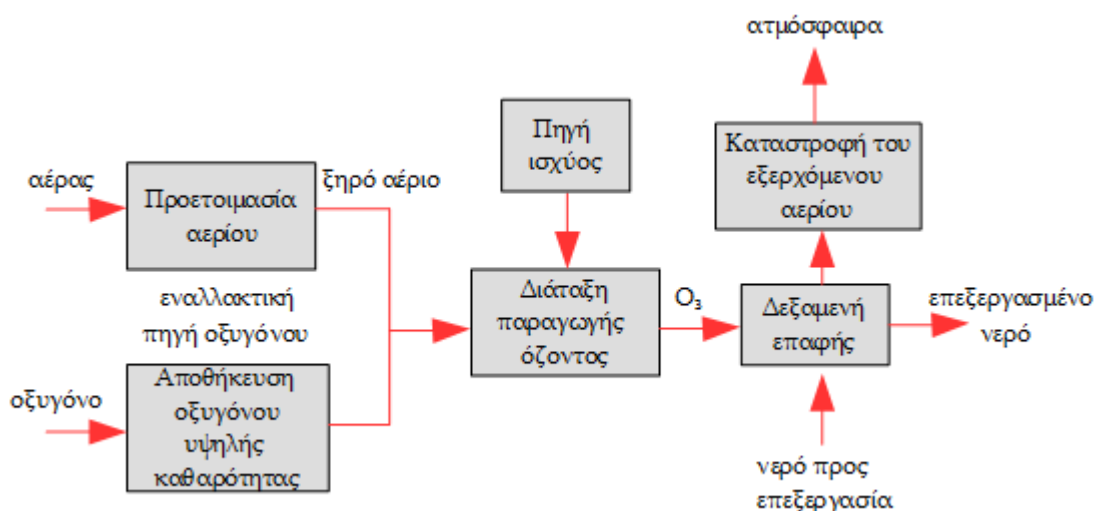 ατμόσφαιρα
Πηγή
ισχύος
Καταστροφή του
εξερχόμενου
αερίου
αέρας
Προετοιμασία
αερίου
ξηρό αέριο
εναλλακτική
πηγή οξυγόνου
Διάταξη
παραγωγής
όζοντος
O₃
Δεξαμενή
επαφής
επεξεργασμένο
νερό
οξυγόνο
Αποθήκευση
οξυγόνου
υψηλής
καθαρότητας
νερό προς
επεξεργασία